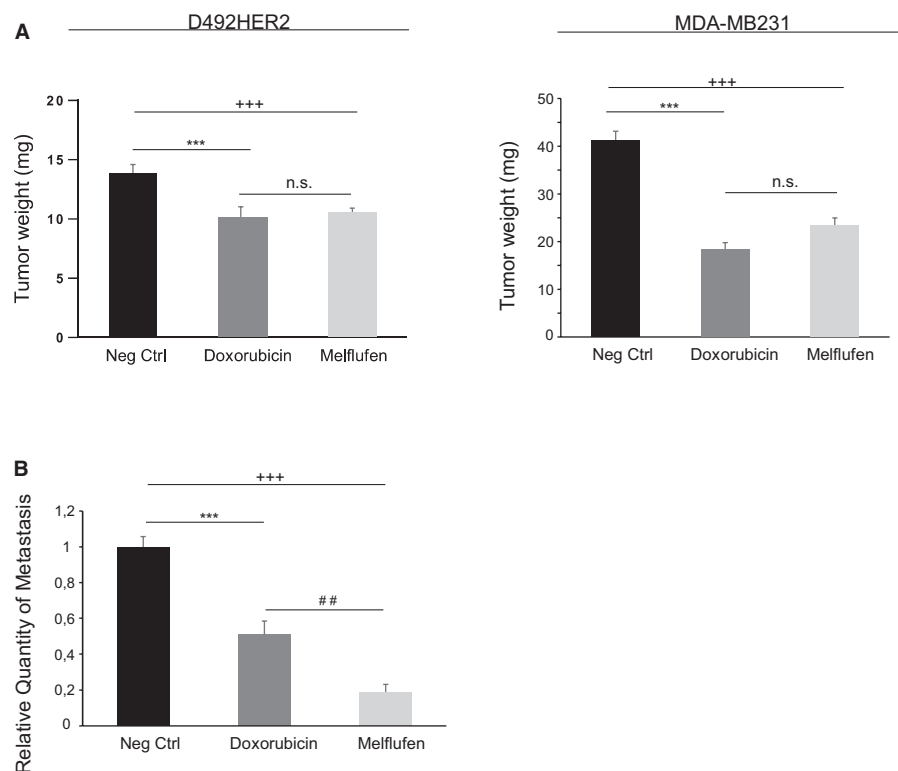 D492HER2
MDA-MB231
A
Tumor weight (mg)
20
15
10
5
0
+++
***
n.s.
Neg Ctrl Doxorubicin Melflufen
Tumor weight (mg)
50
40
30
20
10
0
+++
***
n.s.
Neg Ctrl Doxorubicin Melflufen
B
Relative Quantity of Metastasis
1,2
1
0,8
0,6
0,4
0,2
0
+++
***
##
Neg Ctrl Doxorubicin Melflufen